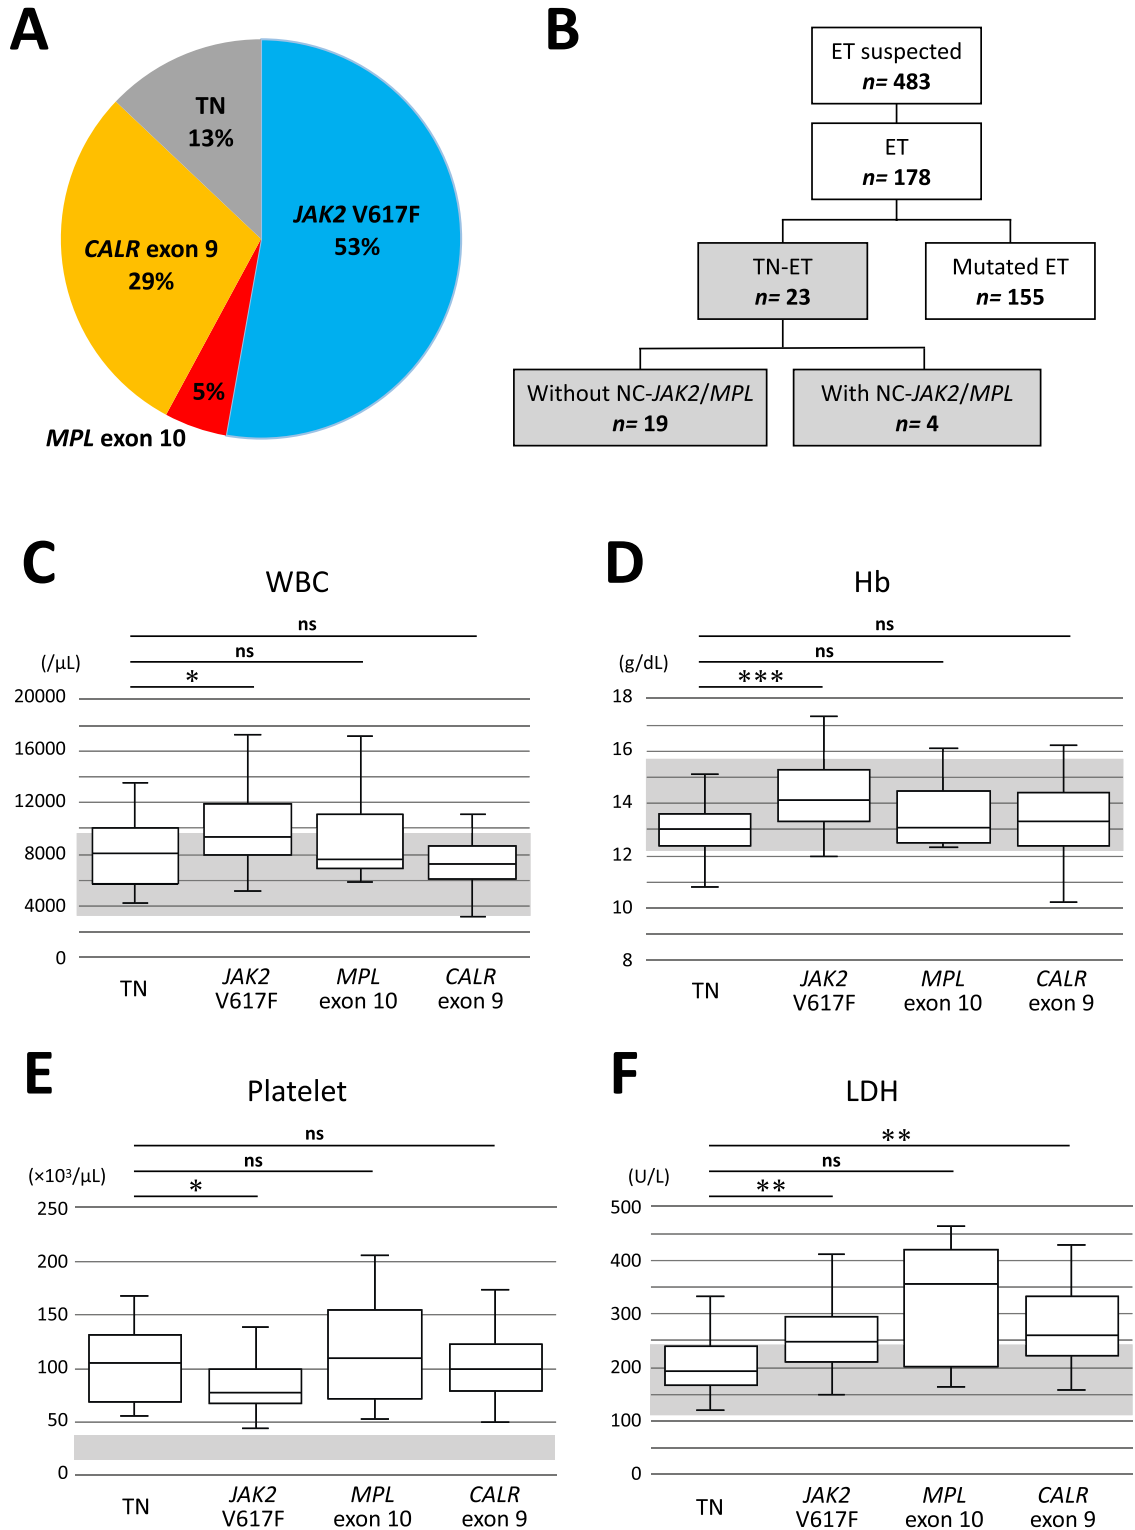 A
TN
13%
JAK2 V617F
53%
CALR exon 9
29%
5%
MPL exon 10
B
ET suspected
n= 483
ET
n= 178
TN-ET
n= 23
Mutated ET
n= 155
Without NC-JAK2/MPL
n= 19
With NC-JAK2/MPL
n= 4
C
WBC
ns
ns
(/μL)
*
20000
16000
12000
8000
4000
0
TN
JAK2
V617F
MPL
exon 10
CALR
exon 9
D
Hb
ns
ns
(g/dL)
***
18
16
14
12
10
8
TN
JAK2
V617F
MPL
exon 10
CALR
exon 9
E
Platelet
ns
ns
(×10³/μL)
*
250
200
150
100
50
0
TN
JAK2
V617F
MPL
exon 10
CALR
exon 9
F
LDH
**
ns
(U/L)
**
500
400
300
200
100
0
TN
JAK2
V617F
MPL
exon 10
CALR
exon 9